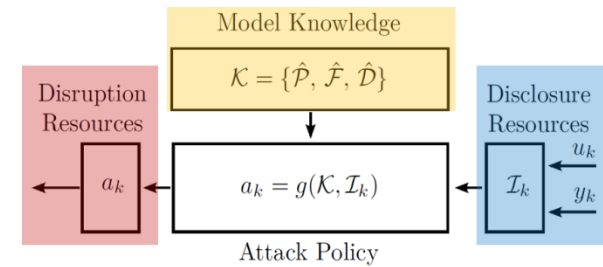 Model Knowledge
𝒦 = {𝒫̂, ℱ̂, 𝒟̂}
Disruption
Resources
Disclosure
Resources
a_k
a_k = g(𝒦, ℐ_k)
ℐ_k
u_k
y_k
Attack Policy